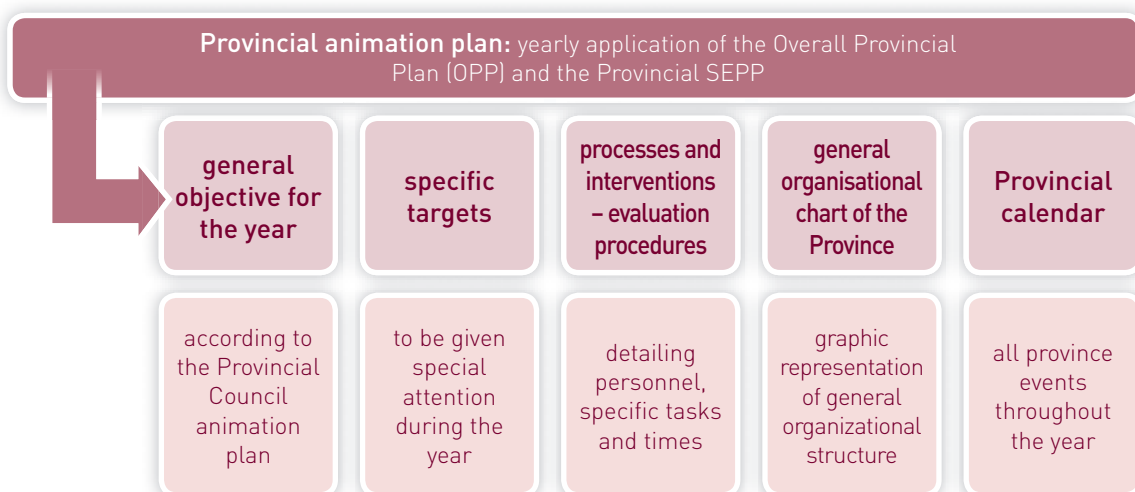 Provincial animation plan: yearly application of the Overall Provincial
Plan (OPP) and the Provincial SEPP
general
objective for
the year
specific
targets
processes and
interventions
– evaluation
procedures
general
organisational
chart of the
Province
Provincial
calendar
according to
the Provincial
Council
animation
plan
to be given
special
attention
during the
year
detailing
personnel,
specific tasks
and times
graphic
representation
of general
organizational
structure
all province
events
throughout
the year